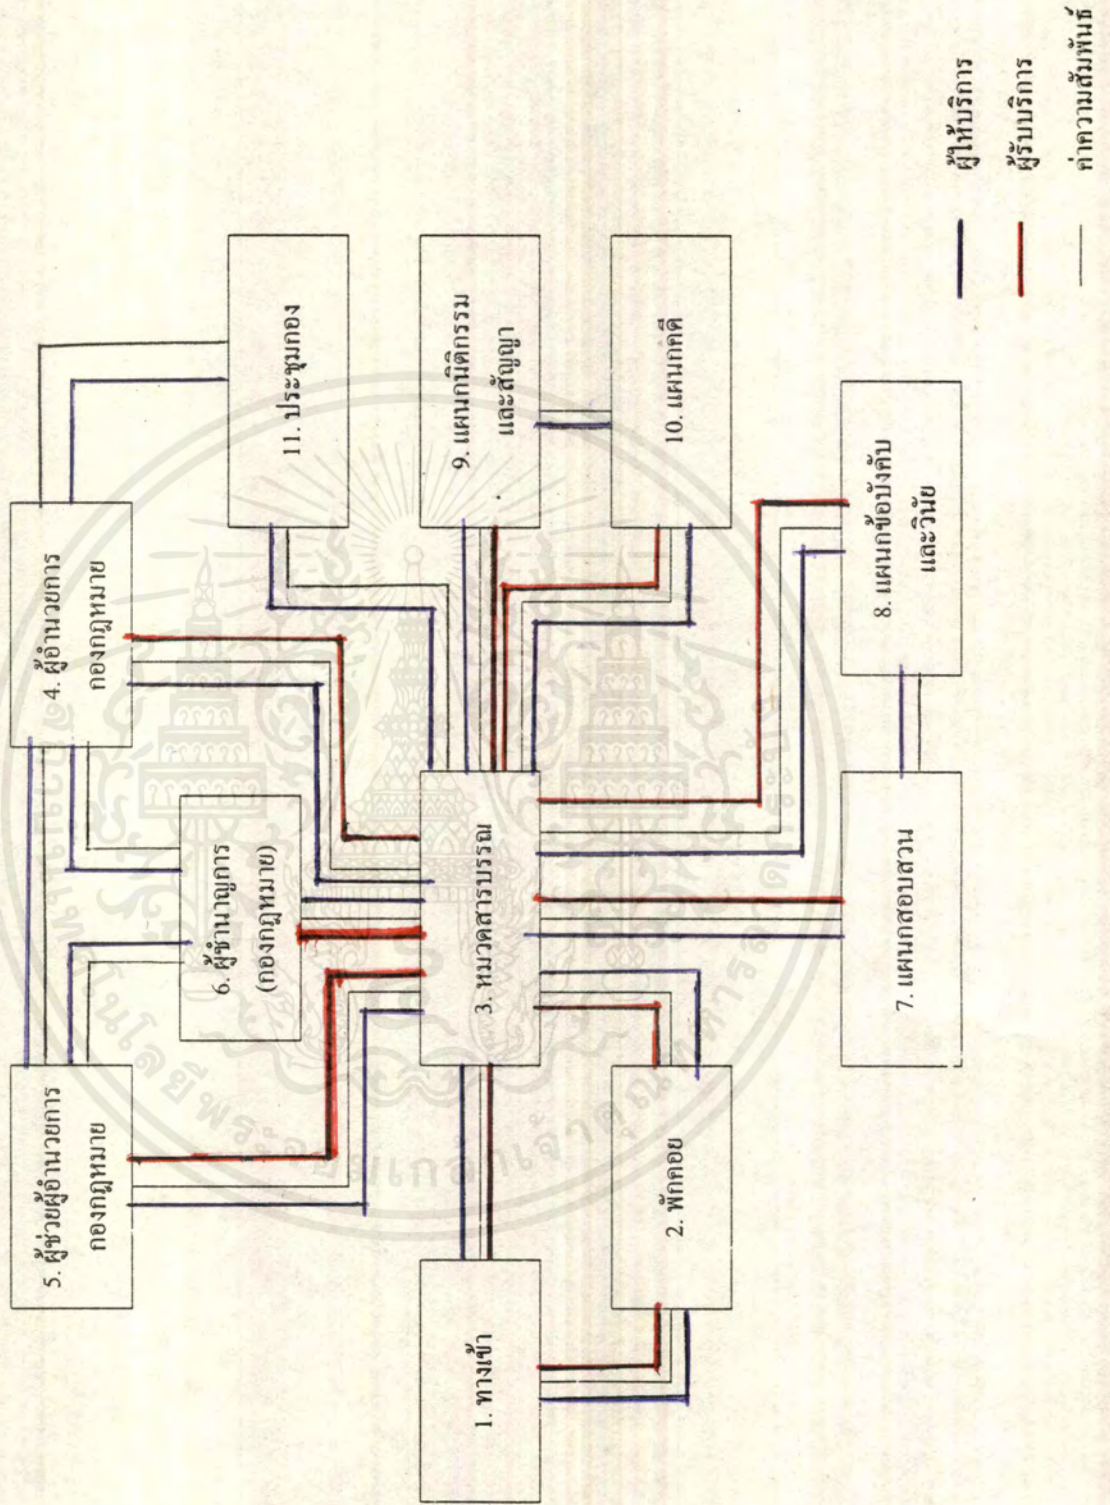 5. ผู้ช่วยผู้อำนวยการ
กองกฎหมาย
4. ผู้อำนวยการ
กองกฎหมาย
6. ผู้ชำนาญการ
(กองกฎหมาย)
11. ประชุมกอง
1. ทางเข้า
3. หมวดสารบรรณ
9. แผนกนิติกรรม
และสัญญา
2. พักคอย
10. แผนกคดี
7. แผนกสอบสวน
8. แผนกข้อบังคับ
และวินัย
ผู้ให้บริการ
ผู้รับบริการ
ค่าความสัมพันธ์